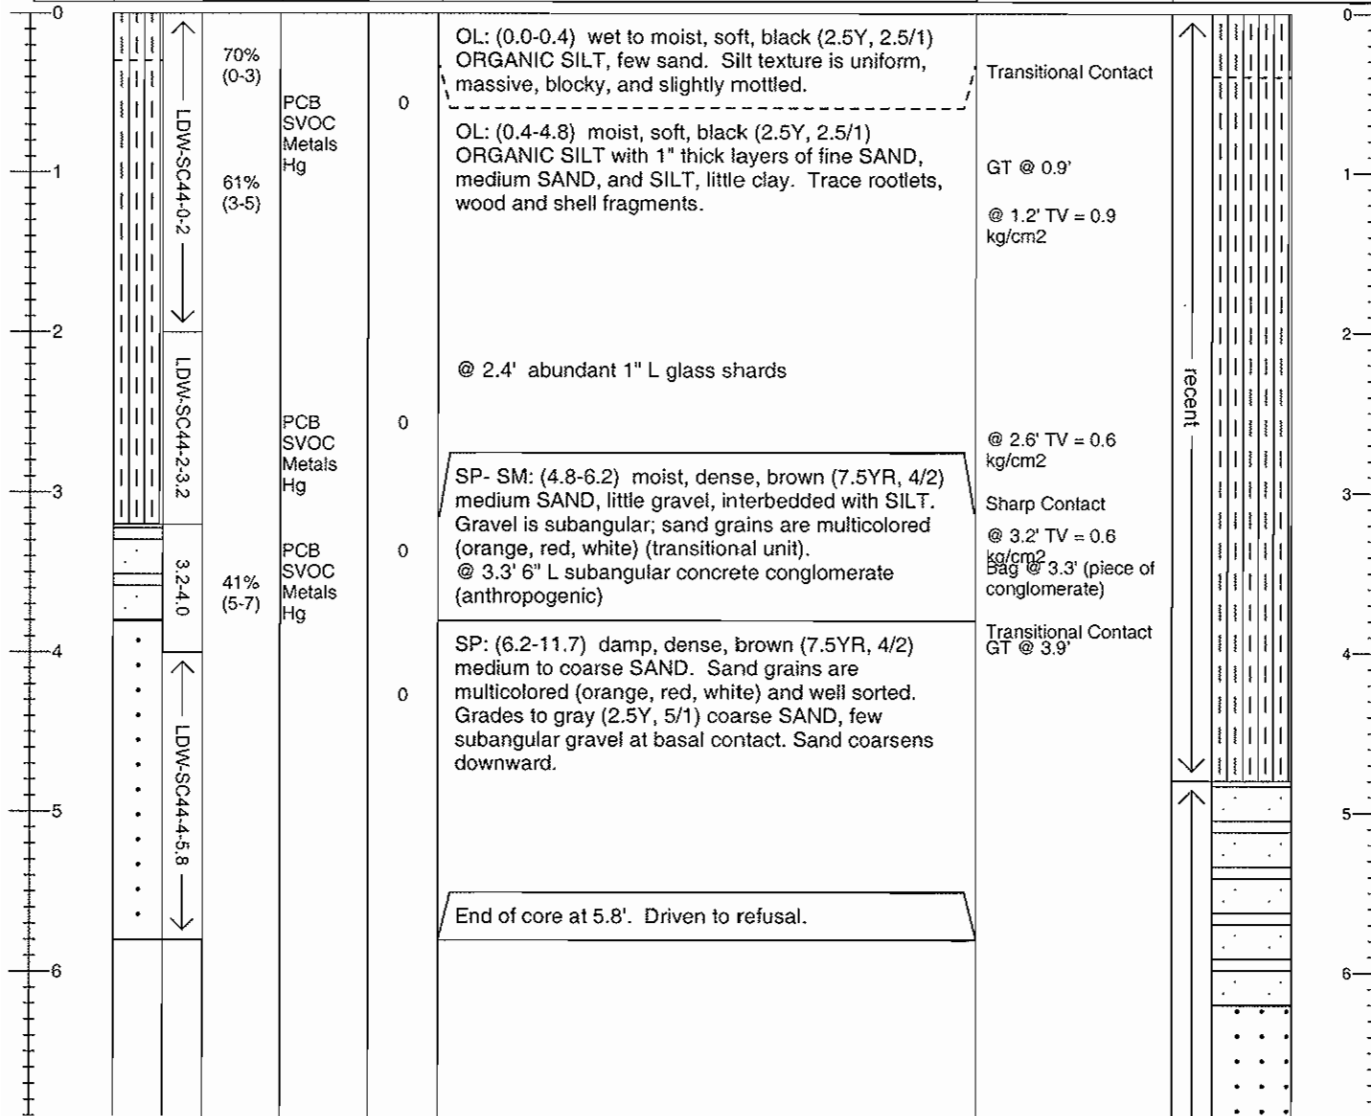 0
0
OL: (0.0-0.4) wet to moist, soft, black (2.5Y, 2.5/1)
ORGANIC SILT, few sand. Silt texture is uniform,
massive, blocky, and slightly mottled.
70%
(0-3)
Transitional Contact
PCB
SVOC
Metals
Hg
0
LDW-SC44-0-2
OL: (0.4-4.8) moist, soft, black (2.5Y, 2.5/1)
ORGANIC SILT with 1" thick layers of fine SAND,
medium SAND, and SILT, little clay. Trace rootlets,
wood and shell fragments.
1
61%
(3-5)
GT @ 0.9'
1
@ 1.2' TV = 0.9
kg/cm2
2
2
@ 2.4' abundant 1" L glass shards
recent
LDW-SC44-2-3.2
PCB
SVOC
Metals
Hg
0
@ 2.6' TV = 0.6
kg/cm2
3
SP- SM: (4.8-6.2) moist, dense, brown (7.5YR, 4/2)
medium SAND, little gravel, interbedded with SILT.
Gravel is subangular; sand grains are multicolored
(orange, red, white) (transitional unit).
@ 3.3' 6" L subangular concrete conglomerate
(anthropogenic)
Sharp Contact
3
@ 3.2' TV = 0.6
kg/cm2
Bag @ 3.3' (piece of
conglomerate)
3.2-4.0
41%
(5-7)
PCB
SVOC
Metals
Hg
0
4
SP: (6.2-11.7) damp, dense, brown (7.5YR, 4/2)
medium to coarse SAND. Sand grains are
multicolored (orange, red, white) and well sorted.
Grades to gray (2.5Y, 5/1) coarse SAND, few
subangular gravel at basal contact. Sand coarsens
downward.
Transitional Contact
GT @ 3.9'
4
0
LDW-SC44-4-5.8
5
5
End of core at 5.8'. Driven to refusal.
6
6